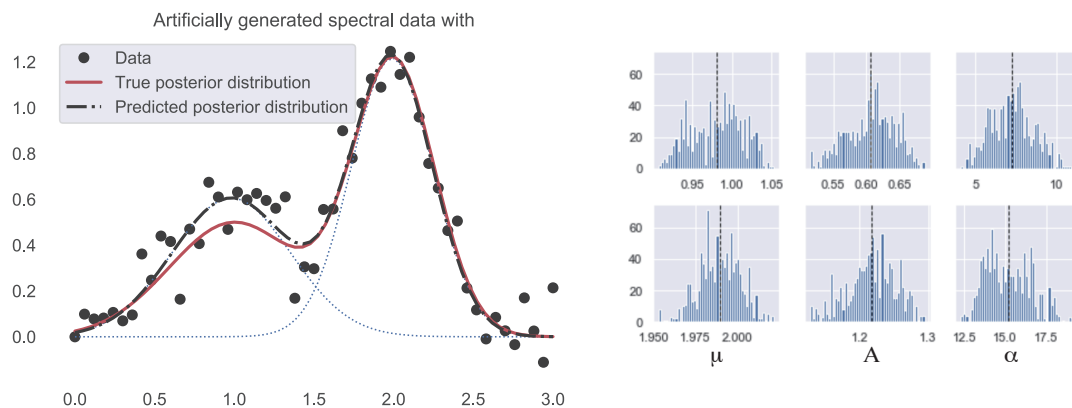 Artificially generated spectral data with
Data
True posterior distribution
Predicted posterior distribution
1.2
1.0
0.8
0.6
0.4
0.2
0.0
0.0 0.5 1.0 1.5 2.0 2.5 3.0
60
40
20
0
0.95 1.00 1.05
0.55 0.60 0.65
5 10
60
40
20
0
1.950 1.975 2.000
1.2 1.3
12.5 15.0 17.5
μ A α